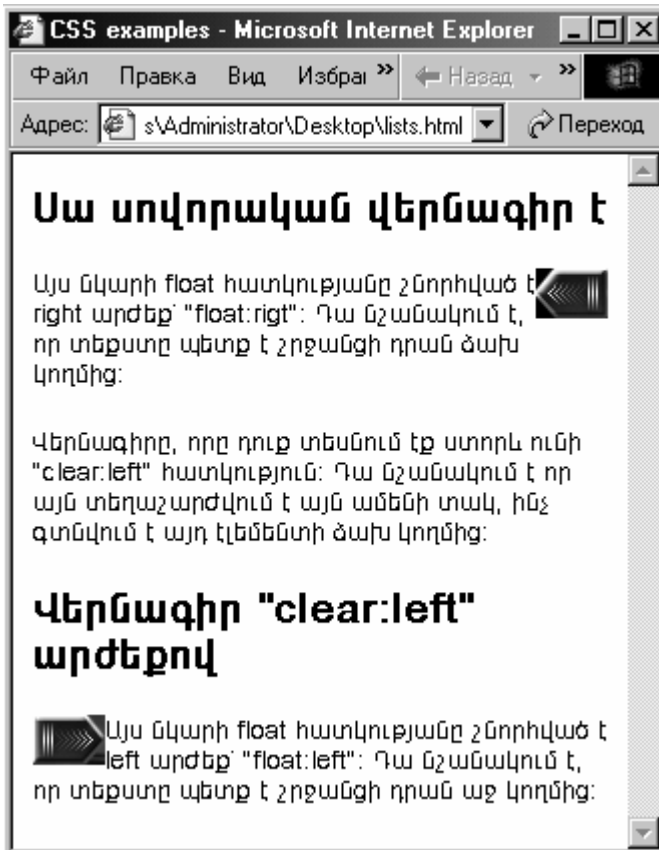 CSS examples - Microsoft Internet Explorer
Файл Правка Вид Избраı » Назад »
Адрес: s\Administrator\Desktop\lists.html Переход
Սա սովորական վերնագիր է
Այս նկարի float հատկությանը շնորհված է
right արժեք՝ "float:rigt": Դա նշանակում է,
որ տեքստը պետք է շրջանցի դրան ձախ
կողմից:
Վերնագիրը, որը դուք տեսնում էք ստորև ունի
"clear:left" հատկություն: Դա նշանակում է որ
այն տեղաշարժվում է այն ամենի տակ, ինչ
գտնվում է այդ էլեմենտի ձախ կողմից:
Վերնագիր "clear:left"
արժեքով
Այս նկարի float հատկությանը շնորհված է
left արժեք՝ "float:left": Դա նշանակում է,
որ տեքստը պետք է շրջանցի դրան աջ կողմից: